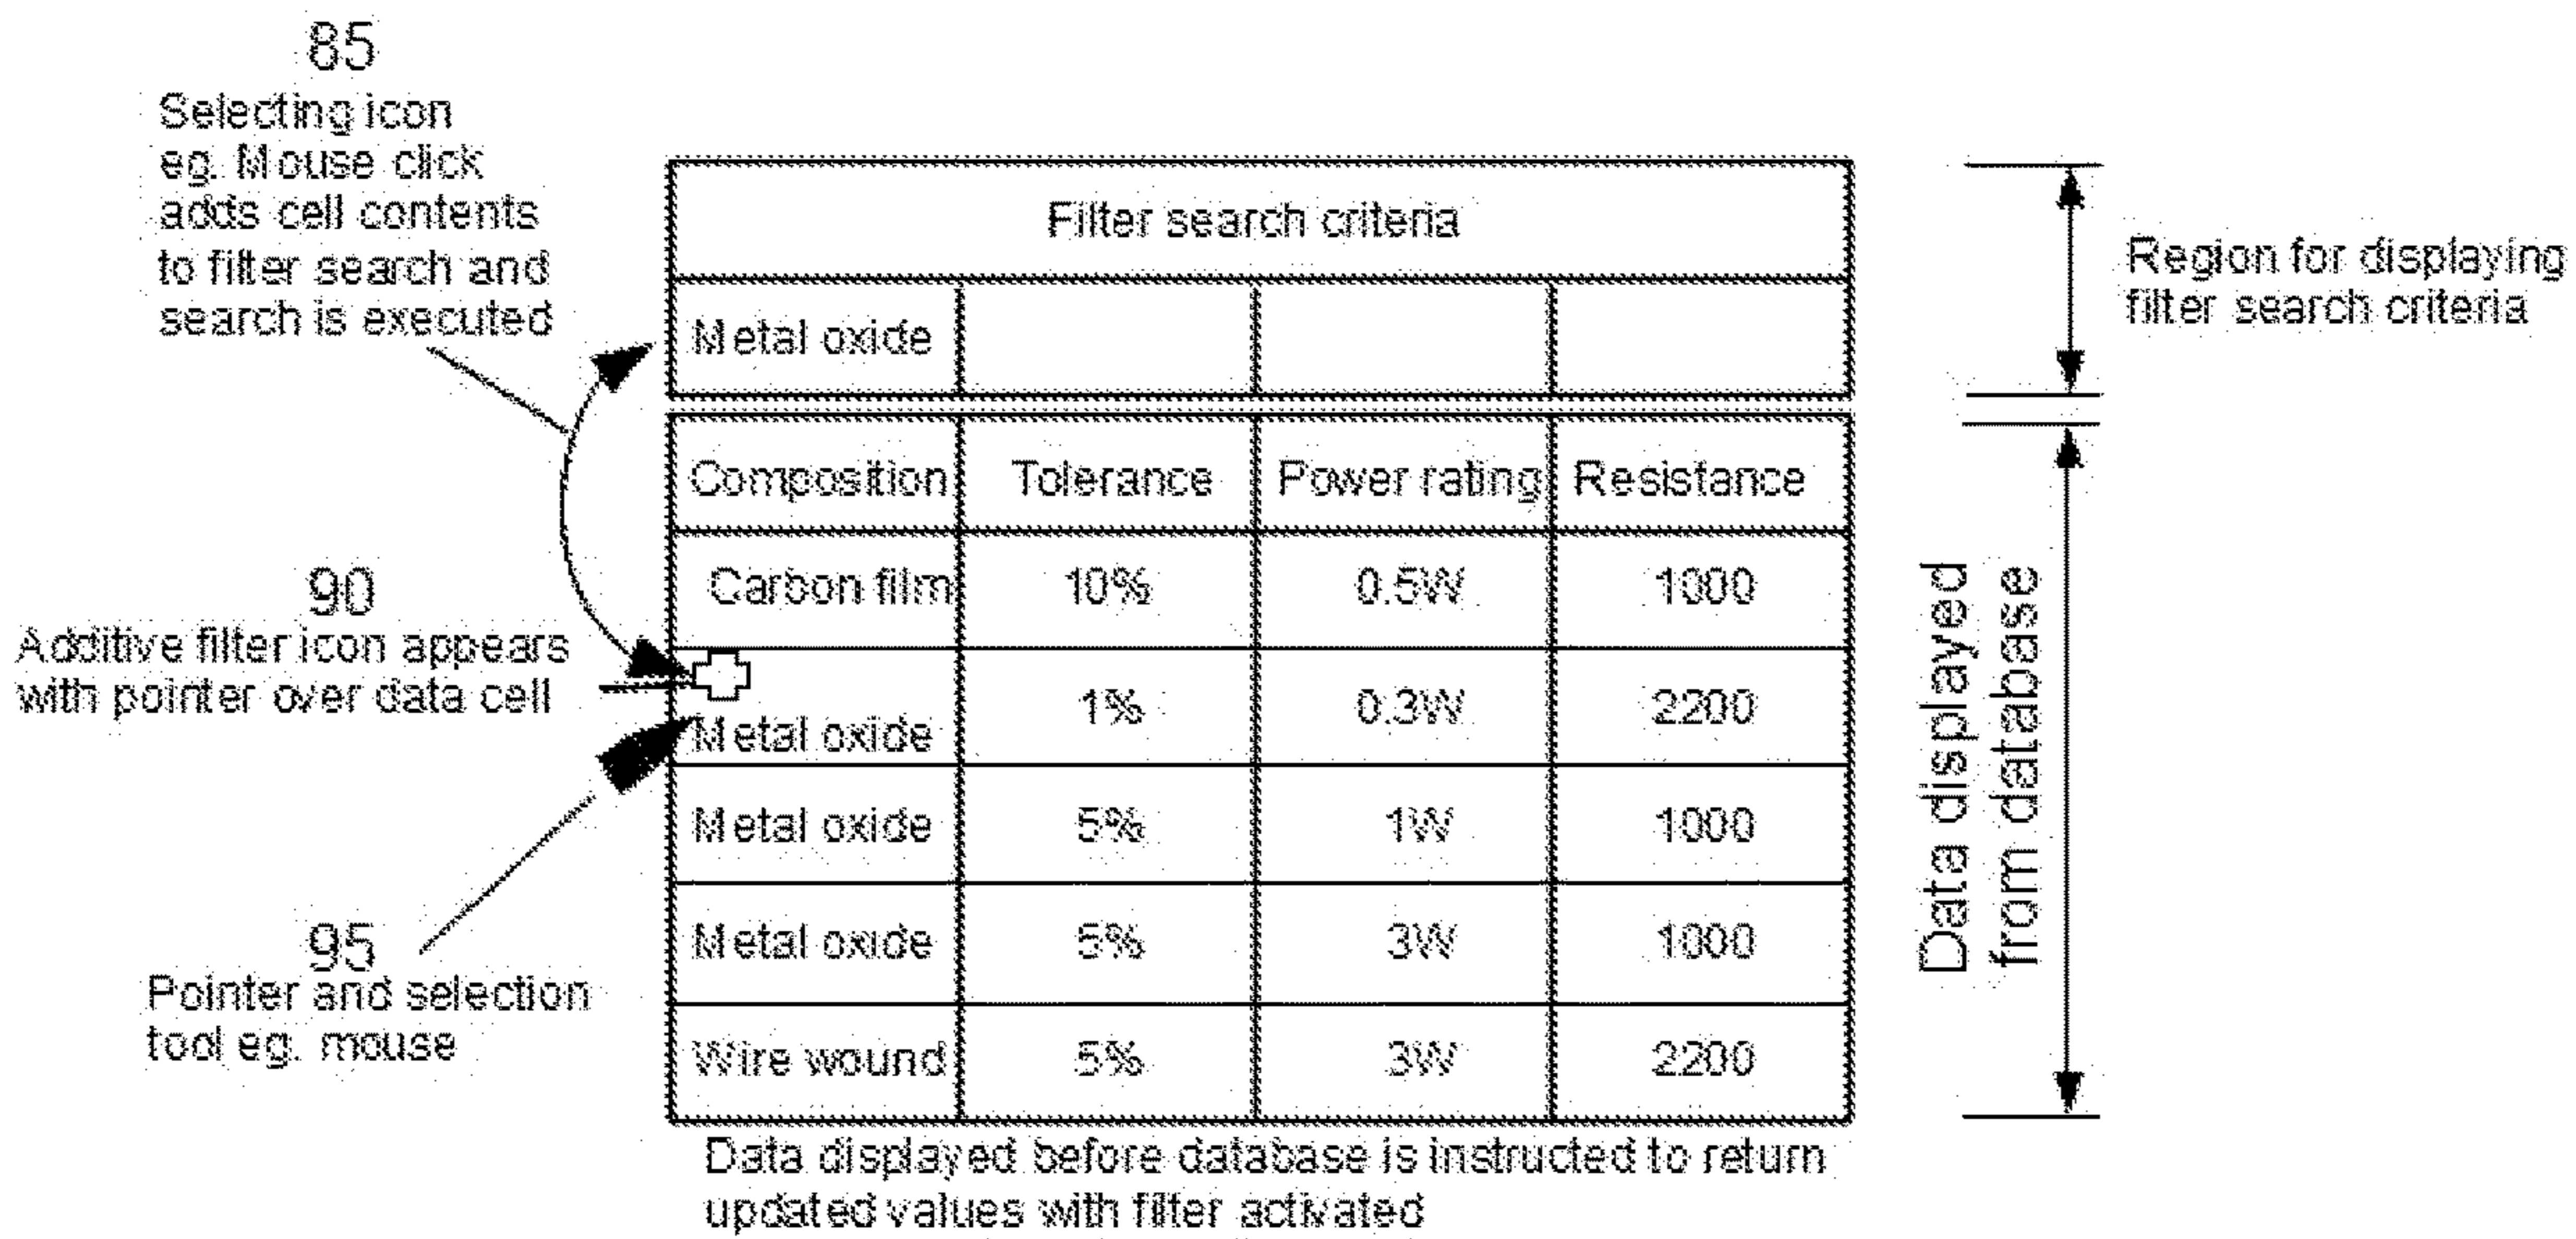 85
Selecting icon
eg. Mouse click
adds cell contents
to filter search and
search is executed
90
Additive filter icon appears
with pointer over data cell
95
Pointer and selection
tool eg. mouse
Filter search criteria
Metal oxide
Composition Tolerance Power rating Resistance
Carbon film 10% 0.5W 1000
Metal oxide 1% 0.3W 2200
Metal oxide 5% 1W 1000
Metal oxide 5% 3W 1000
Wire wound 5% 3W 2200
Data displayed before database is instructed to return
updated values with filter activated
Region for displaying
filter search criteria
Data displayed
from database